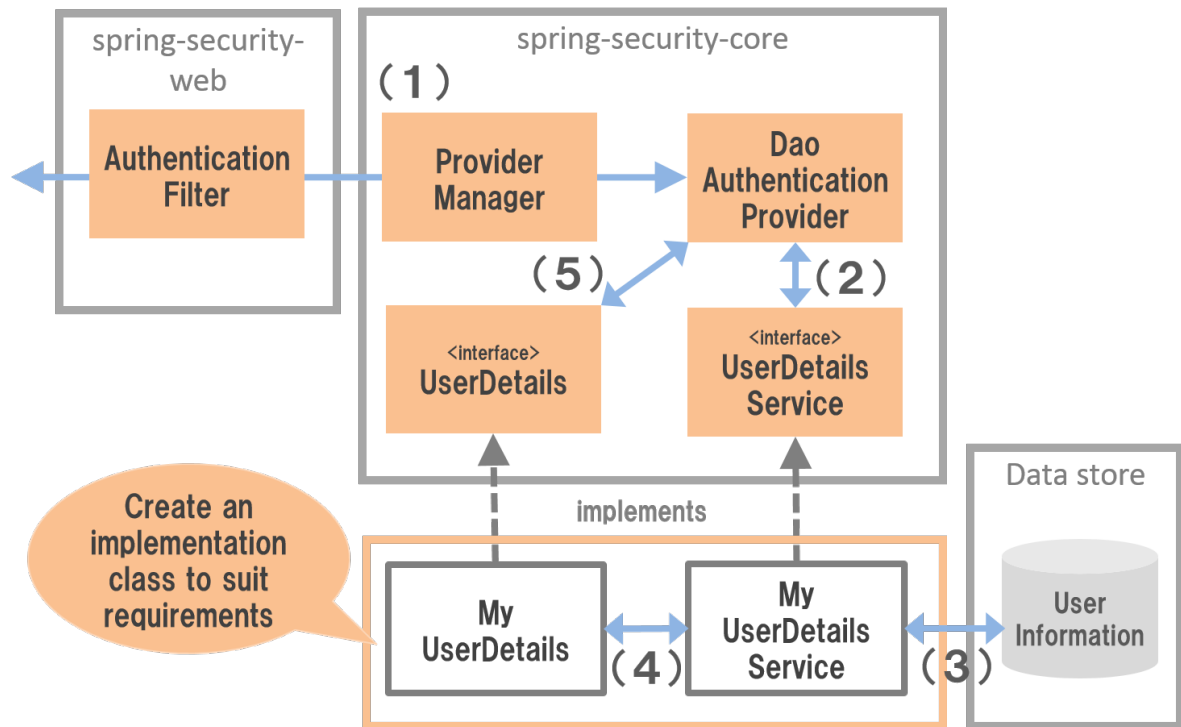 spring-security-
web
Authentication
Filter
spring-security-core
(1)
Provider
Manager
Dao
Authentication
Provider
(5)
(2)
<interface>
UserDetails
<interface>
UserDetails
Service
Data store
User
Information
implements
Create an
implementation
class to suit
requirements
My
UserDetails
(4)
My
UserDetails
Service
(3)